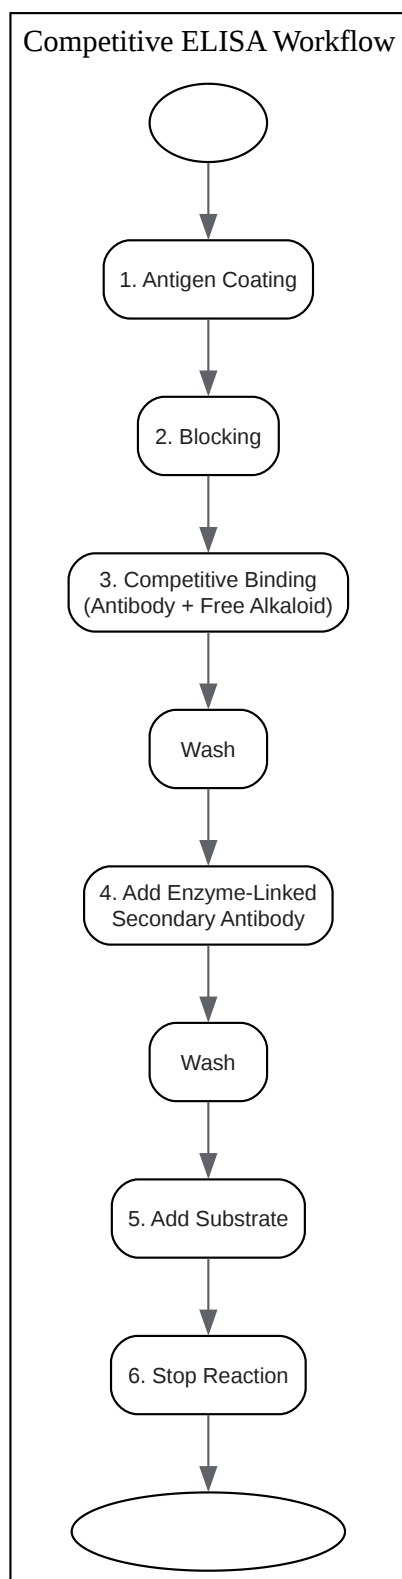 Competitive ELISA Workflow
1. Antigen Coating
2. Blocking
3. Competitive Binding
(Antibody + Free Alkaloid)
Wash
4. Add Enzyme-Linked
Secondary Antibody
Wash
5. Add Substrate
6. Stop Reaction